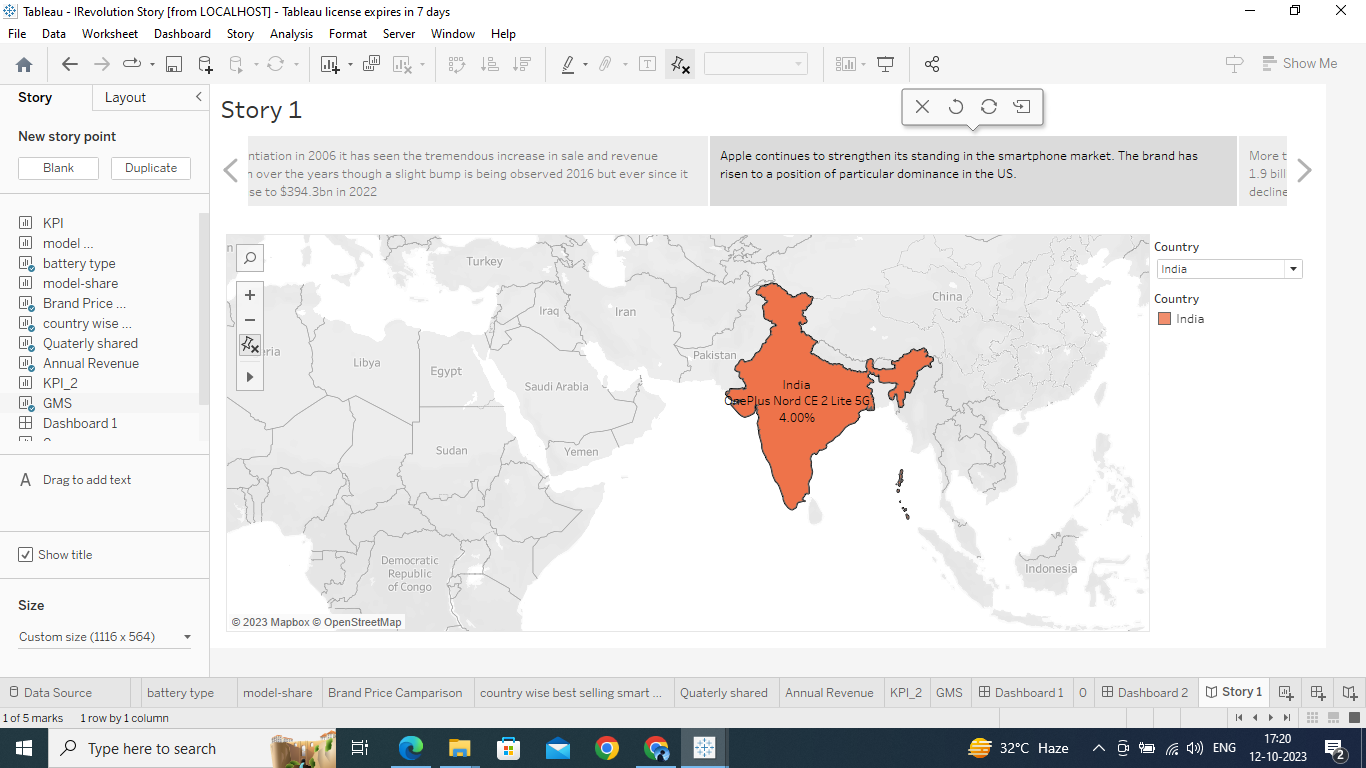 Tableau - IRevolution Story [from LOCALHOST] - Tableau license expires in 7 days
File Data Worksheet Dashboard Story Analysis Format Server Window Help
Show Me
Story Layout
New story point
Blank Duplicate
KPI
model ...
battery type
model-share
Brand Price ...
country wise ...
Quaterly shared
Annual Revenue
KPI_2
GMS
Dashboard 1
Drag to add text
Show title
Size
Custom size (1116 x 564)
Story 1
ntiation in 2006 it has seen the tremendous increase in sale and revenue
over the years though a slight bump is being observed 2016 but ever since it
se to $394.3bn in 2022
Apple continues to strengthen its standing in the smartphone market. The brand has
risen to a position of particular dominance in the US.
More t
1.9 bill
decline
Turkey
China
Iraq
Iran
eria
Libya
Pakistan
Egypt
Saudi Arabia
India
OnePlus Nord CE 2 Lite 5G
4.00%
Sudan
Yemen
Democratic
Republic
of Congo
Indonesia
© 2023 Mapbox © OpenStreetMap
Country
India
Country
India
Data Source battery type model-share Brand Price Camparison country wise best selling smart ... Quaterly shared Annual Revenue KPI_2 GMS Dashboard 1 0 Dashboard 2 Story 1
1 of 5 marks 1 row by 1 column
Type here to search
32°C Haze
ENG
17:20
12-10-2023
2